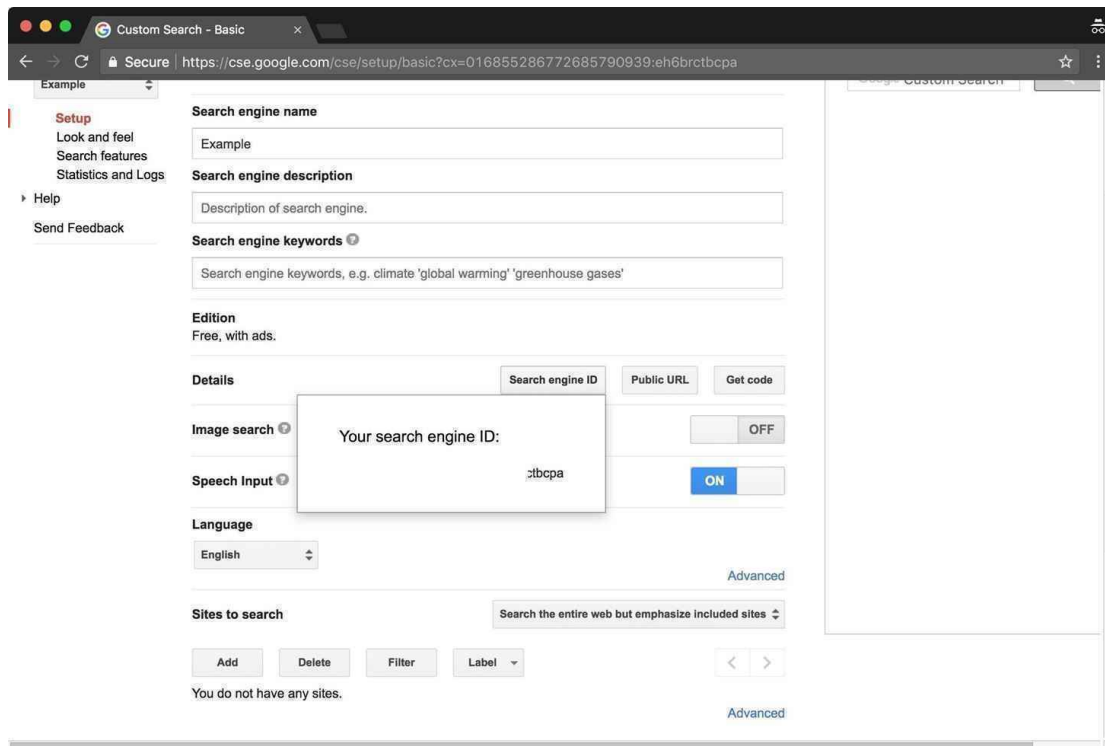 Custom Search - Basic
Secure https://cse.google.com/cse/setup/basic?cx=016855286772685790939:eh6brctbcpa
Example
Setup
Look and feel
Search features
Statistics and Logs
Help
Send Feedback
Search engine name
Example
Search engine description
Description of search engine.
Search engine keywords
Search engine keywords, e.g. climate 'global warming' 'greenhouse gases'
Edition
Free, with ads.
Details
Search engine ID
Public URL
Get code
Image search
OFF
Your search engine ID:
ctbcpa
Speech Input
ON
Language
English
Advanced
Sites to search
Search the entire web but emphasize included sites
Add
Delete
Filter
Label
You do not have any sites.
Advanced
Custom Search